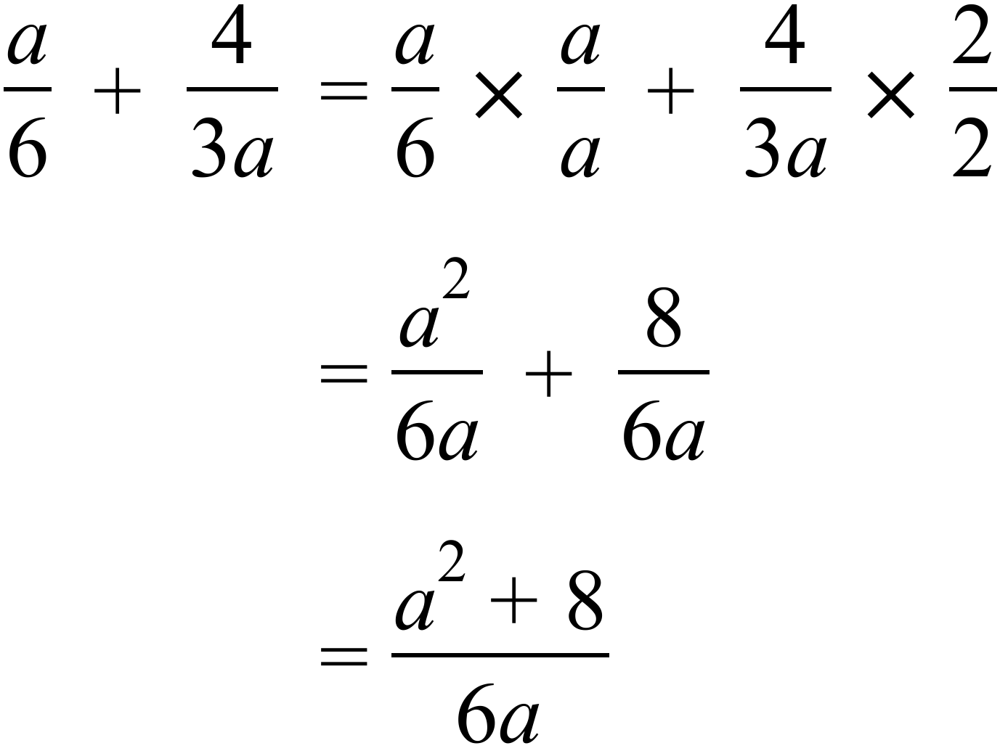 a/6 + 4/3a = a/6 × a/a + 4/3a × 2/2
= a²/6a + 8/6a
= a² + 8/6a